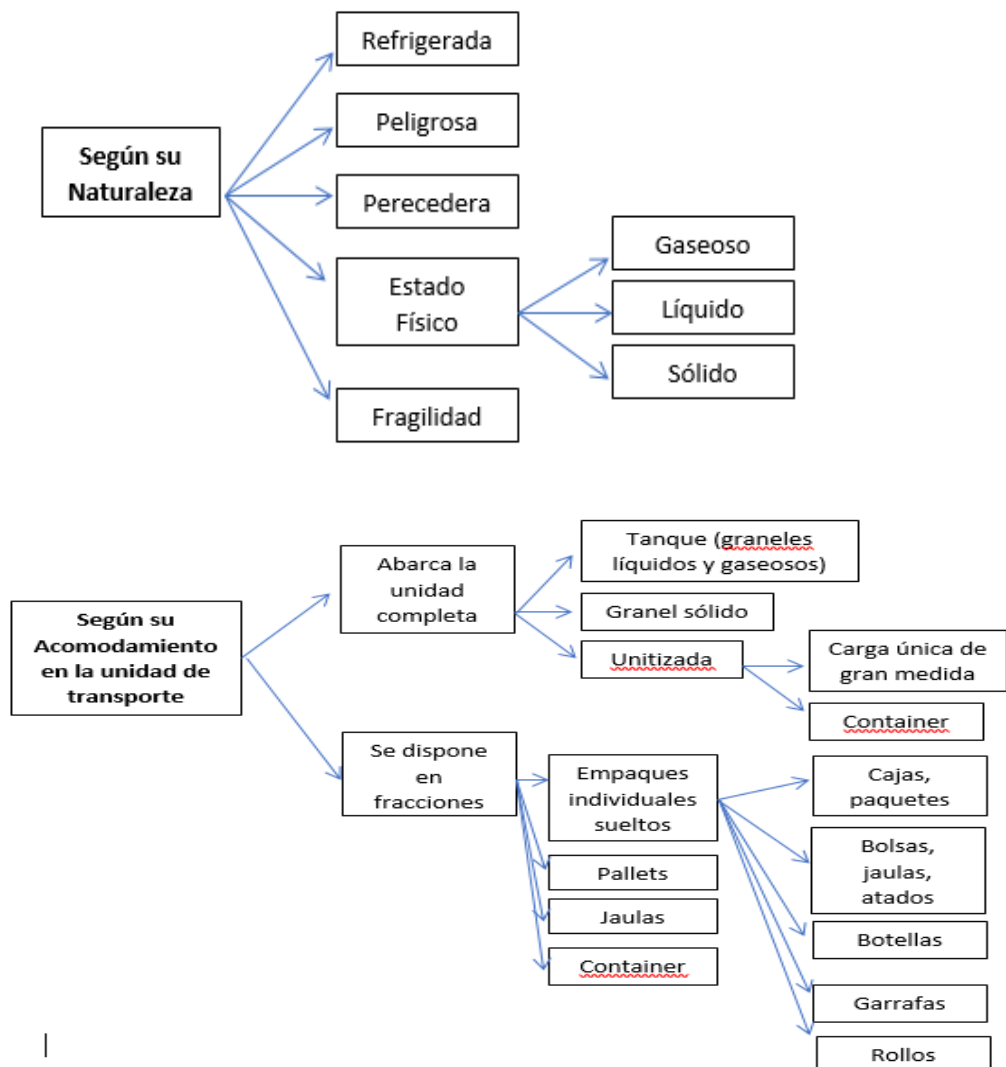 Refrigerada
Peligrosa
Según su
Naturaleza
Perecedera
Gaseoso
Estado
Físico
Líquido
Sólido
Fragilidad
Tanque (graneles
líquidos y gaseosos)
Abarca la
unidad
completa
Granel sólido
Según su
Acomodamiento
en la unidad de
transporte
Unitizada
Carga única de
gran medida
Container
Se dispone
en
fracciones
Empaques
individuales
sueltos
Cajas,
paquetes
Bolsas,
jaulas,
atados
Pallets
Jaulas
Botellas
Container
Garrafas
Rollos